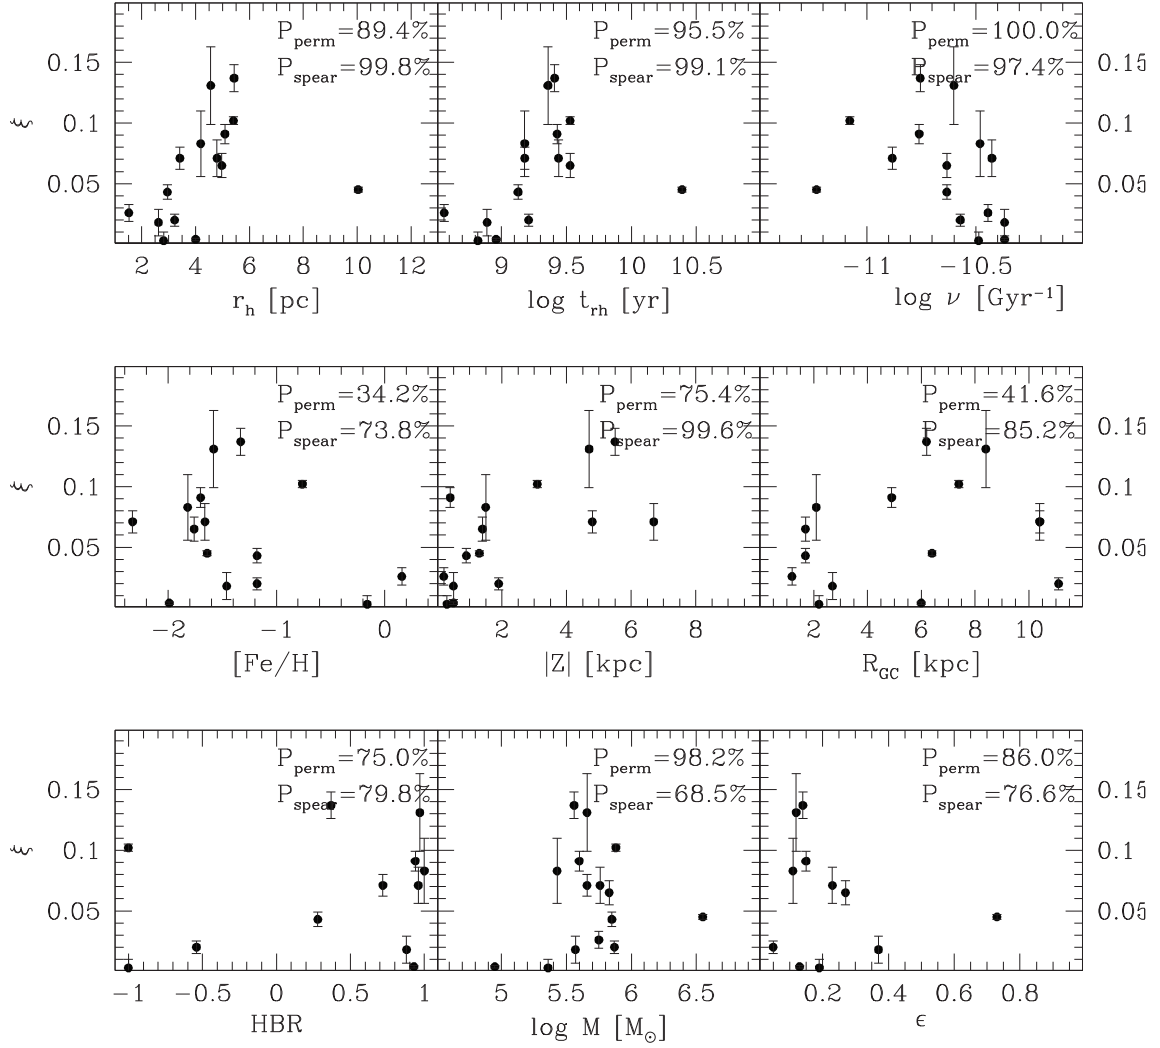 P_perm=89.4% P_perm=95.5% P_perm=100.0%
0.15 P_spear=99.8% P_spear=99.1% P_spear=97.4% 0.15
ξ 0.1 0.1
0.05 0.05
2 4 6 8 10 12 9 9.5 10 10.5 −11 −10.5
r_h [pc] log t_rh [yr] log ν [Gyr⁻¹]
P_perm=34.2% P_perm=75.4% P_perm=41.6%
0.15 P_spear=73.8% P_spear=99.6% P_spear=85.2% 0.15
ξ 0.1 0.1
0.05 0.05
−2 −1 0 2 4 6 8 2 4 6 8 10
[Fe/H] |Z| [kpc] R_GC [kpc]
P_perm=75.0% P_perm=98.2% P_perm=86.0%
0.15 P_spear=79.8% P_spear=68.5% P_spear=76.6% 0.15
ξ 0.1 0.1
0.05 0.05
−1 −0.5 0 0.5 1 5 5.5 6 6.5 0.2 0.4 0.6 0.8
HBR log M [M_⊙] ϵ